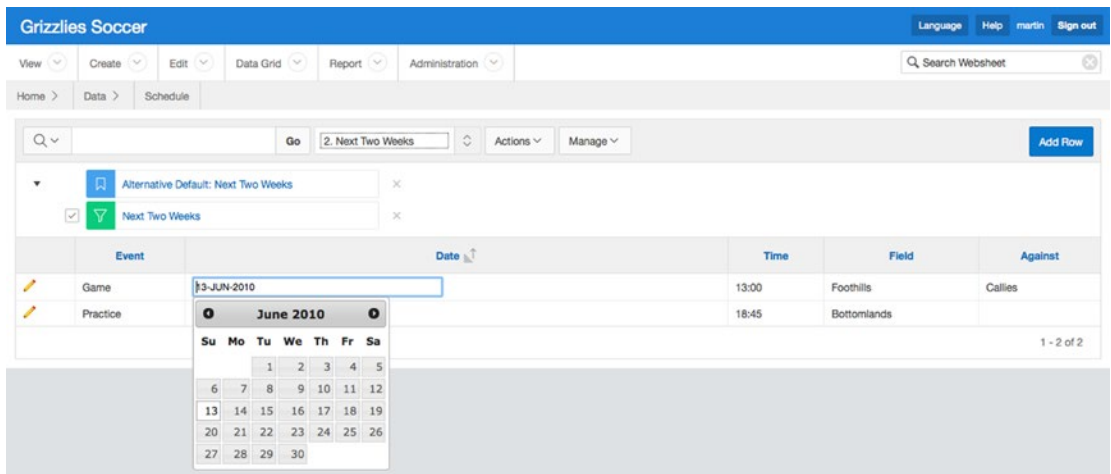 Grizzlies Soccer Language Help martin Sign out
View Create Edit Data Grid Report Administration Search Websheet
Home > Data > Schedule
Go 2. Next Two Weeks Actions Manage Add Row
Alternative Default: Next Two Weeks
Next Two Weeks
Event Date Time Field Against
Game 13-JUN-2010 13:00 Foothills Callies
Practice 18:45 Bottomlands
1 - 2 of 2
June 2010
Su Mo Tu We Th Fr Sa
1 2 3 4 5
6 7 8 9 10 11 12
13 14 15 16 17 18 19
20 21 22 23 24 25 26
27 28 29 30